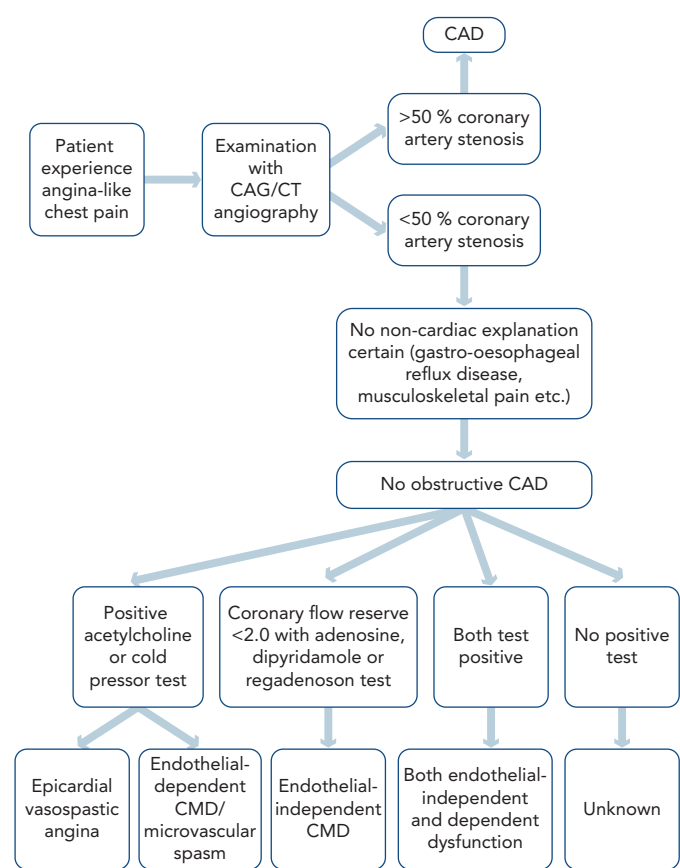 CAD
>50 % coronary
artery stenosis
Patient
experience
angina-like
chest pain
Examination
with
CAG/CT
angiography
<50 % coronary
artery stenosis
No non-cardiac explanation
certain (gastro-oesophageal
reflux disease,
musculoskeletal pain etc.)
No obstructive CAD
Positive
acetylcholine
or cold
pressor test
Coronary flow reserve
<2.0 with adenosine,
dipyridamole or
regadenoson test
Both test
positive
No positive
test
Epicardial
vasospastic
angina
Endothelial-
dependent
CMD/
microvascular
spasm
Endothelial-
independent
CMD
Both endothelial-
independent
and dependent
dysfunction
Unknown